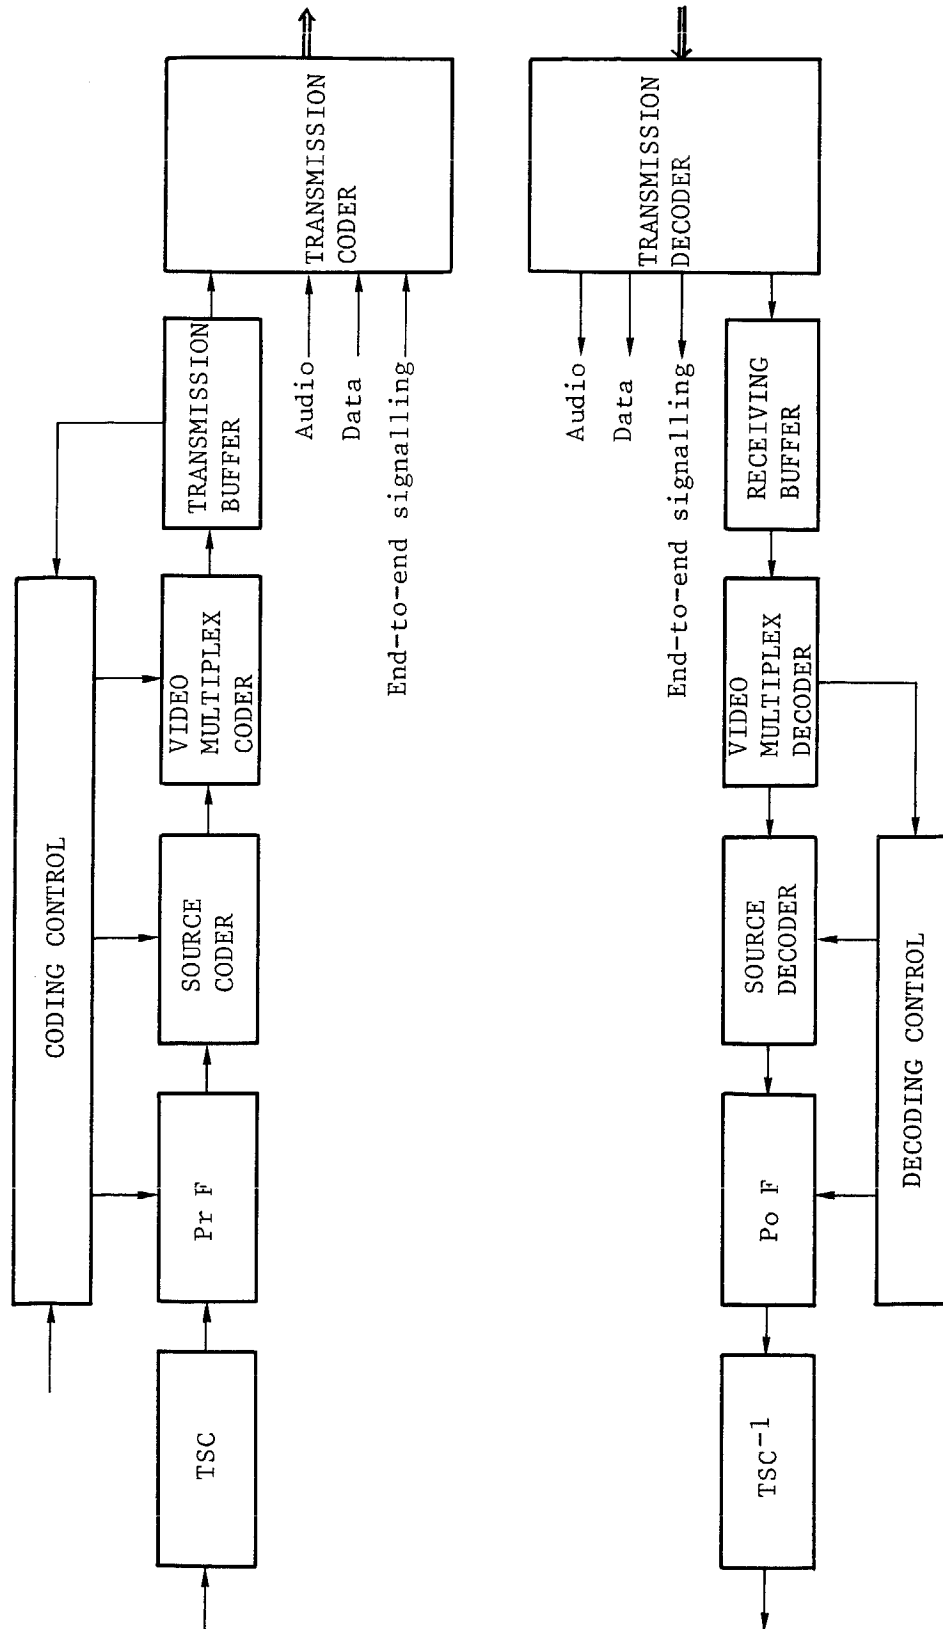 CODING CONTROL
TSC
Pr F
SOURCE
CODER
VIDEO
MULTIPLEX
CODER
TRANSMISSION
BUFFER
TRANSMISSION
CODER
Audio
Data
End-to-end signalling
TRANSMISSION
DECODER
Audio
Data
End-to-end signalling
RECEIVING
BUFFER
VIDEO
MULTIPLEX
DECODER
SOURCE
DECODER
Po F
TSC-1
DECODING CONTROL